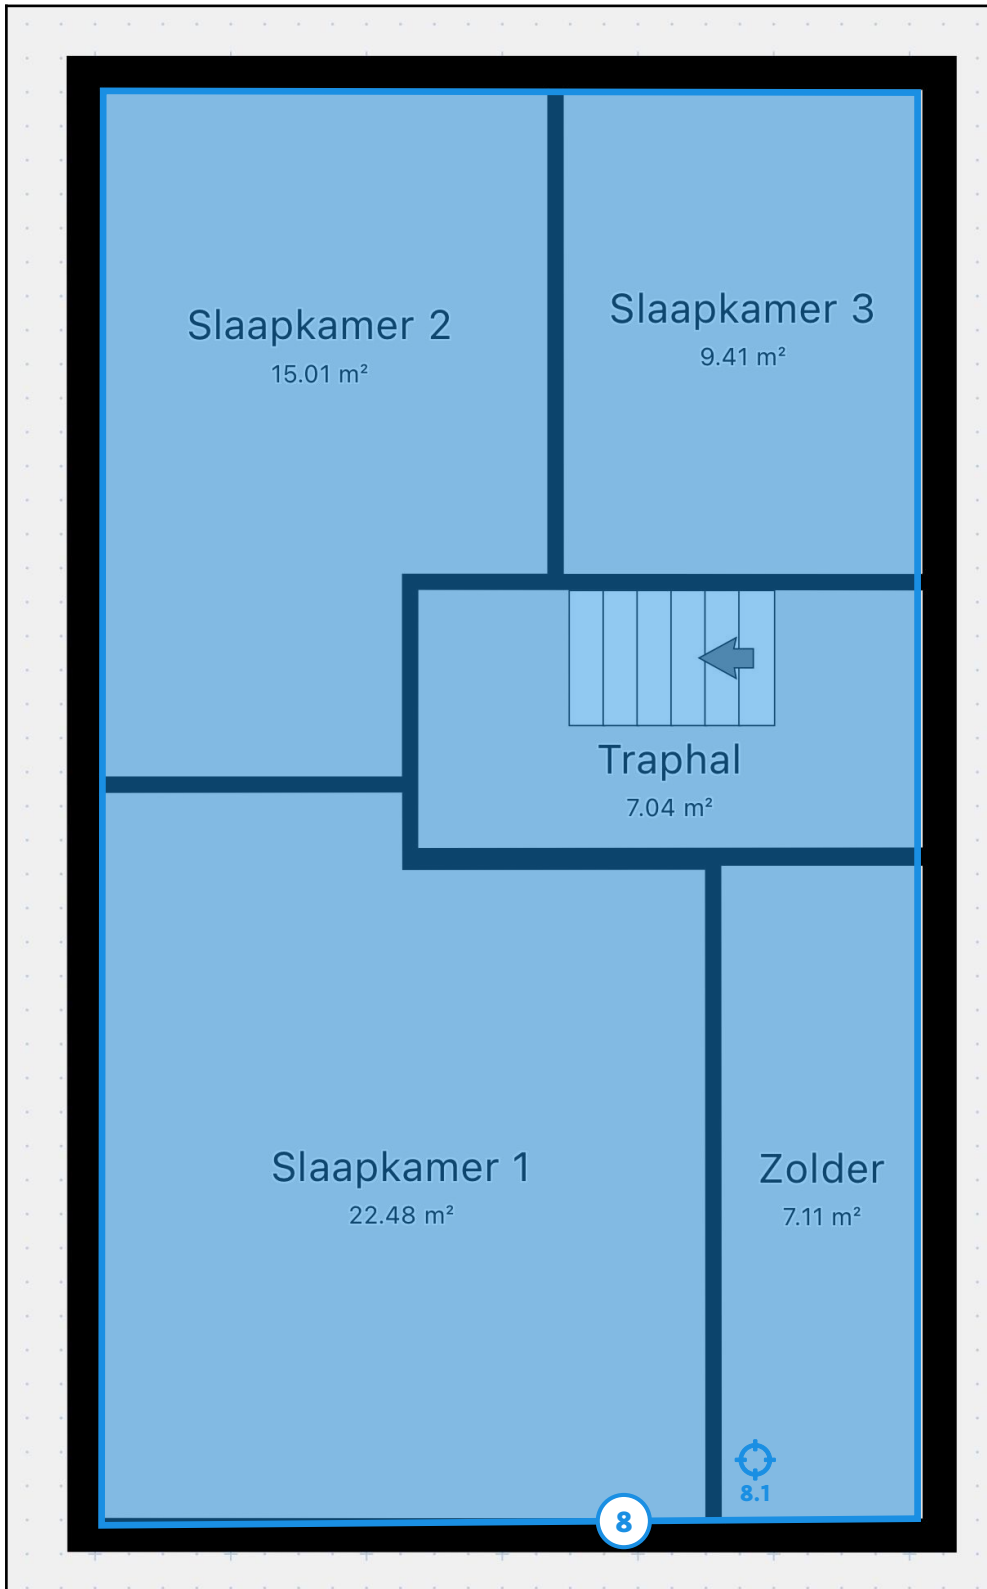 Slaapkamer 2
15.01 m²
Slaapkamer 3
9.41 m²
Traphal
7.04 m²
Slaapkamer 1
22.48 m²
Zolder
7.11 m²
8.1
8